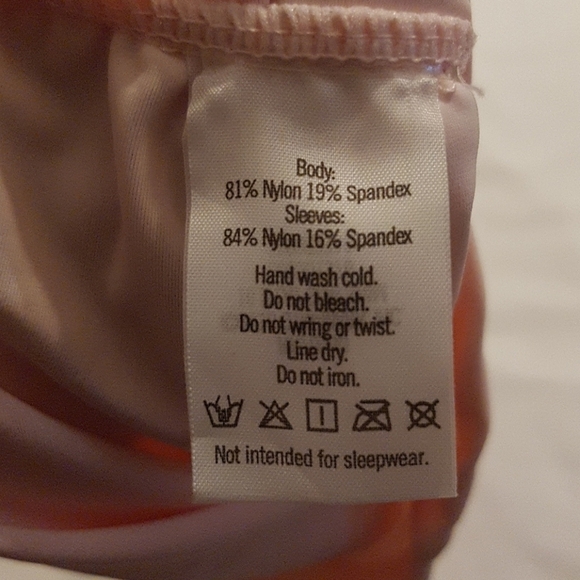 Body:
81% Nylon 19% Spandex
Sleeves:
84% Nylon 16% Spandex
Hand wash cold.
Do not bleach.
Do not wring or twist.
Line dry.
Do not iron.
Not intended for sleepwear.